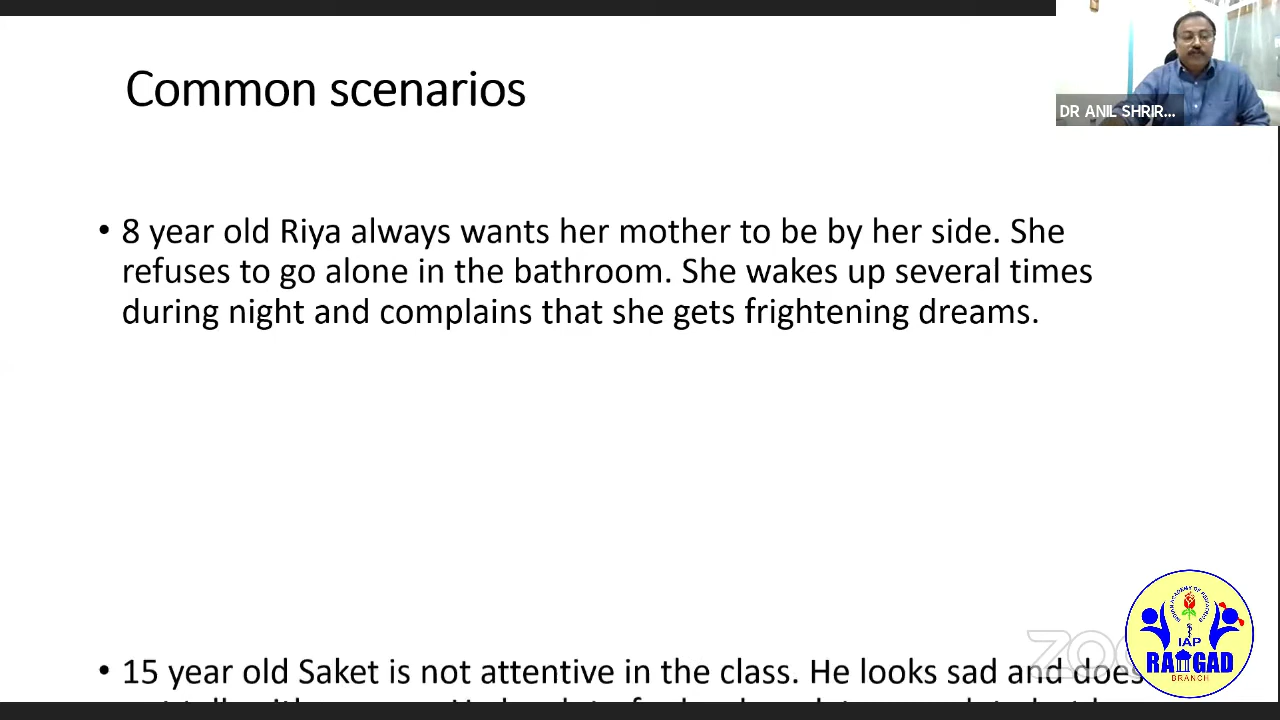 Common scenarios
DR ANIL SHRIR...
• 8 year old Riya always wants her mother to be by her side. She
refuses to go alone in the bathroom. She wakes up several times
during night and complains that she gets frightening dreams.
• 15 year old Saket is not attentive in the class. He looks sad and does
IAP
RAIGAD
BRANCH